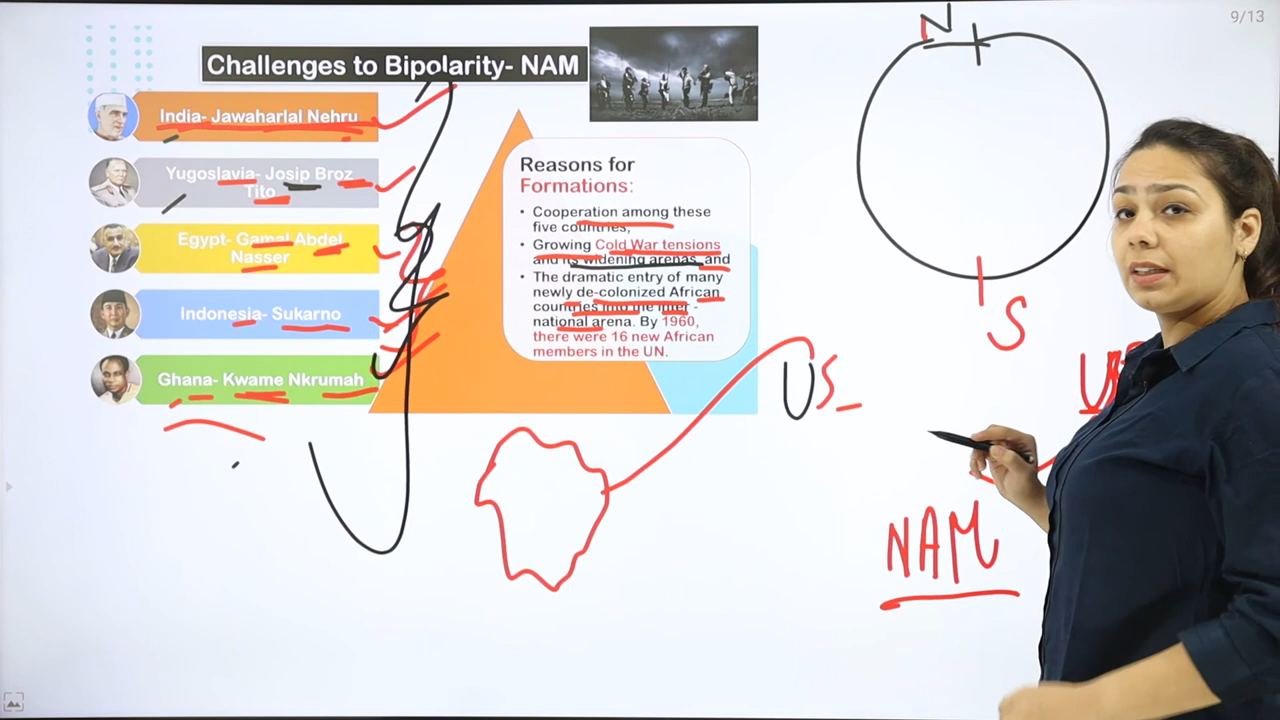 9/13
Challenges to Bipolarity- NAM
India- Jawaharlal Nehru
Yugoslavia- Josip Broz
Tito
Egypt- Gamal Abdel
Nasser
Indonesia- Sukarno
Ghana- Kwame Nkrumah
Reasons for
Formations:
• Cooperation among these
five countries,
• Growing Cold War tensions
and its widening arenas, and
• The dramatic entry of many
newly de-colonized African
countries into the inter -
national arena. By 1960,
there were 16 new African
members in the UN.
N
S
US
NAM